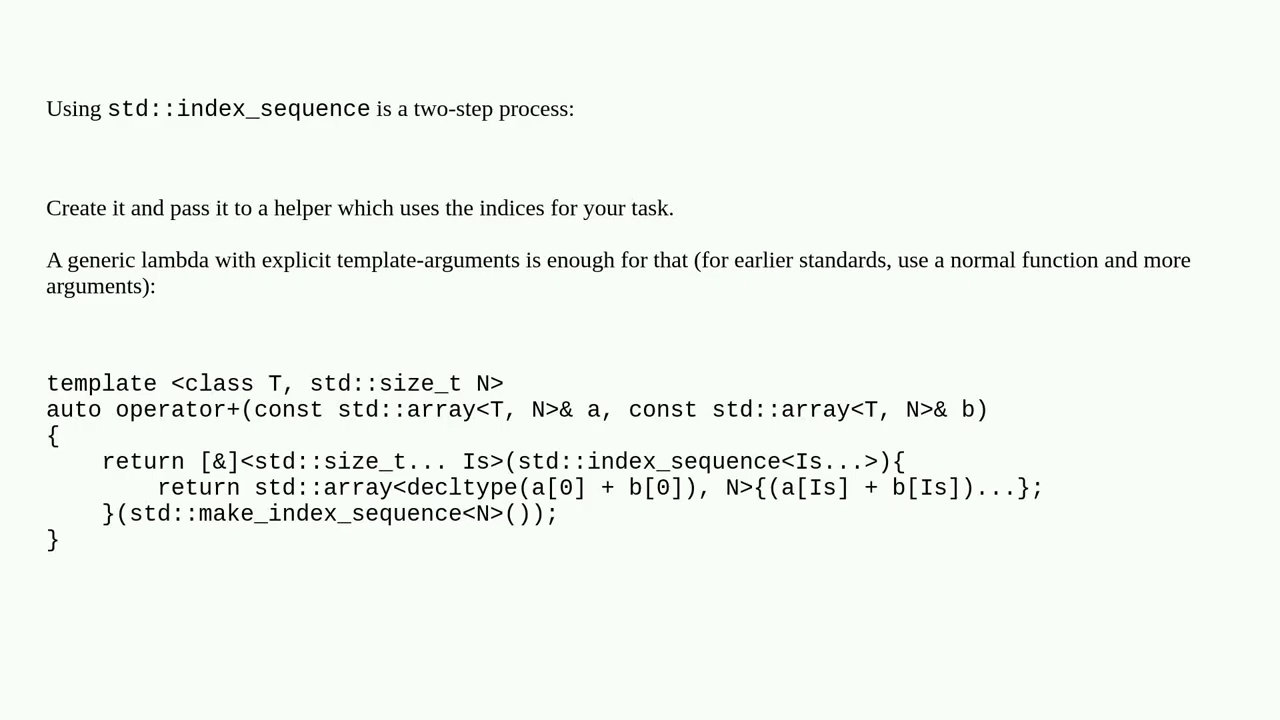 Using std::index_sequence is a two-step process:
Create it and pass it to a helper which uses the indices for your task.
A generic lambda with explicit template-arguments is enough for that (for earlier standards, use a normal function and more
arguments):
template <class T, std::size_t N>
auto operator+(const std::array<T, N>& a, const std::array<T, N>& b)
{
    return [&]<std::size_t... Is>(std::index_sequence<Is...>){
        return std::array<decltype(a[0] + b[0]), N>{(a[Is] + b[Is])...};
    }(std::make_index_sequence<N>());
}